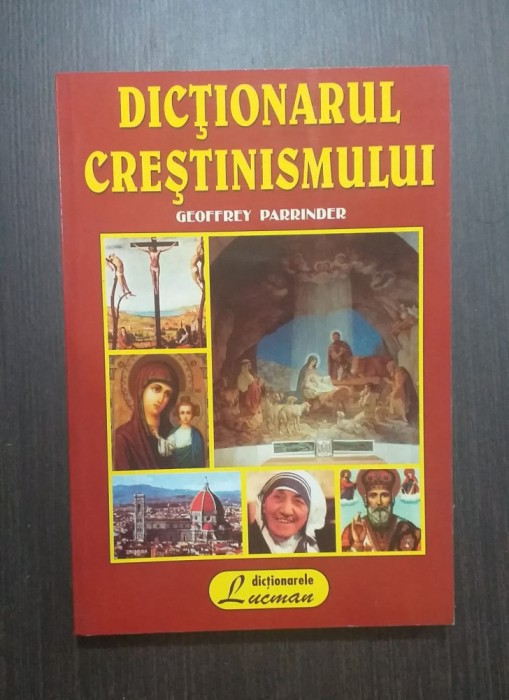 DICŢIONARUL
CREŞTINISMULUI
GEOFFREY PARRINDER
dicţionarele
Lucman